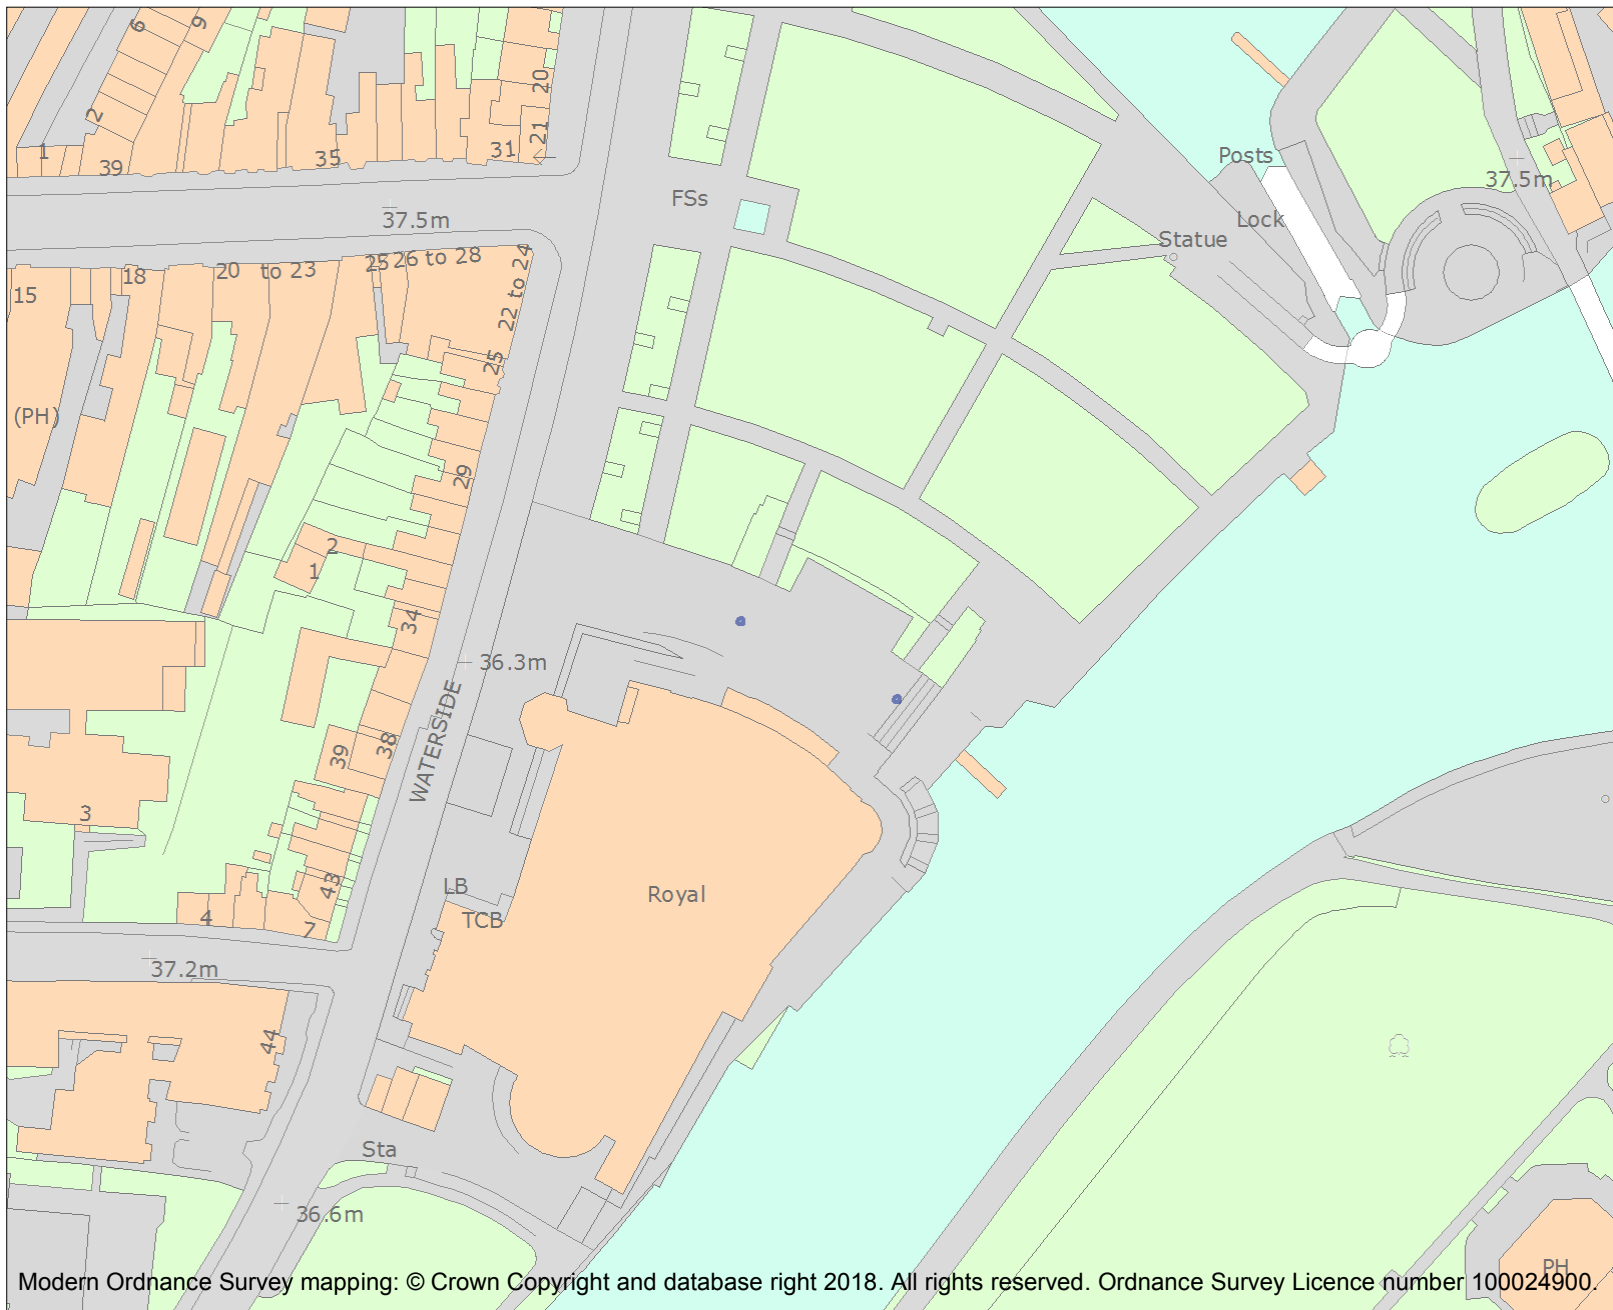 6
9
20
2
21
1
39
35
31
Posts
37.5m
FSs
37.5m
Lock
Statue
15
18
20 to 23
25
26 to 28
22 to 24
25
(PH)
29
2
1
34
36.3m
WATERSIDE
39
38
3
43
LB
Royal
4
7
TCB
37.2m
44
Sta
36.6m
PH
Modern Ordnance Survey mapping: © Crown Copyright and database right 2018. All rights reserved. Ordnance Survey Licence number 100024900.